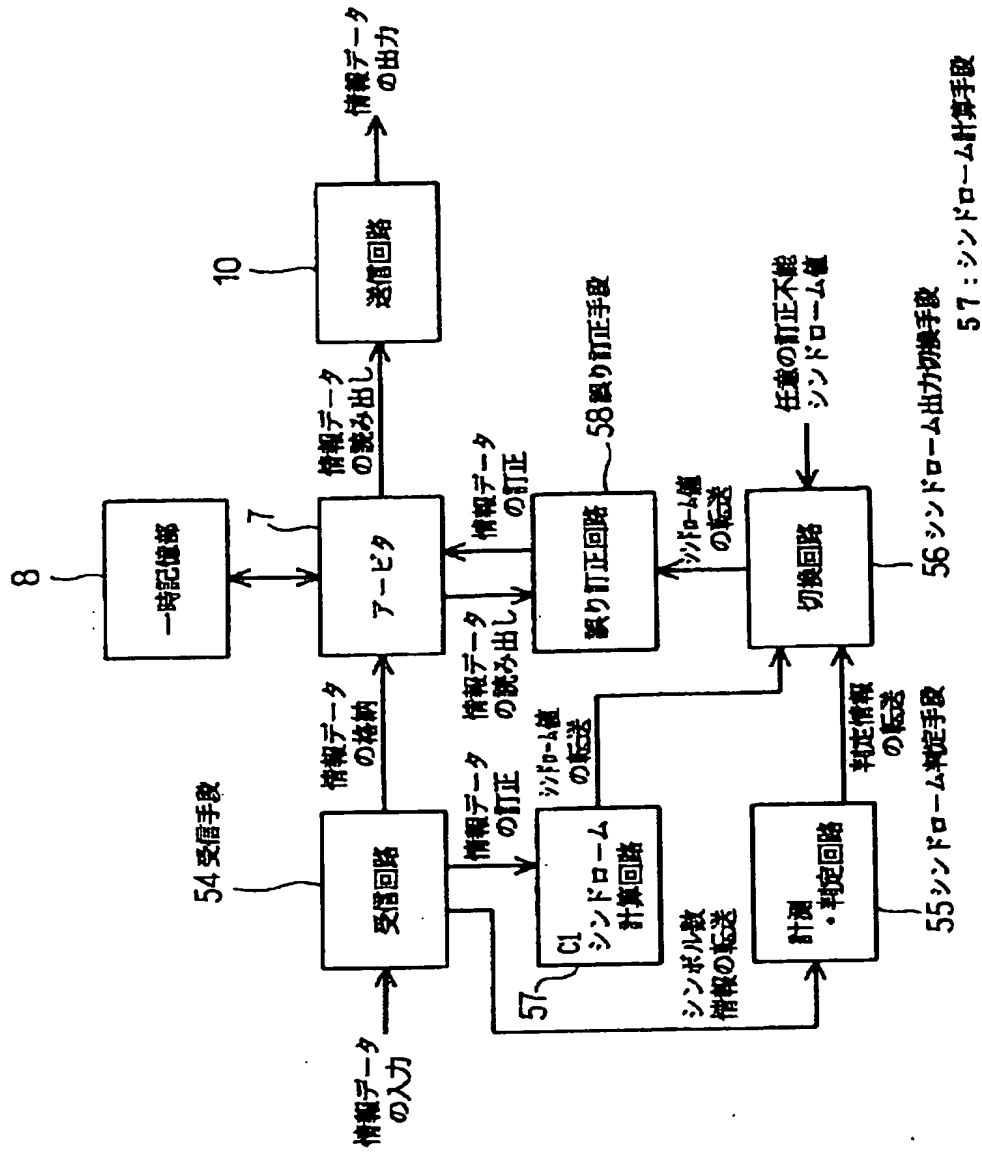 8
一時記憶部
10
送信回路
情報データ
の出力
情報データ
の読み出し
7
アービタ
54 受信手段
受信回路
情報データ
の入力
情報データ
の格納
情報データ
の訂正
情報データ
の読み出し
情報データ
の訂正
58 誤り訂正手段
誤り訂正回路
シンドローム値
の転送
C1
シンドローム
計算回路
57
シンドローム値
の転送
任意の訂正不能
シンドローム値
切換回路
56 シンドローム出力切換手段
シンボル数
情報の転送
計測
・判定回路
判定情報
の転送
55 シンドローム判定手段
57:シンドローム計算手段